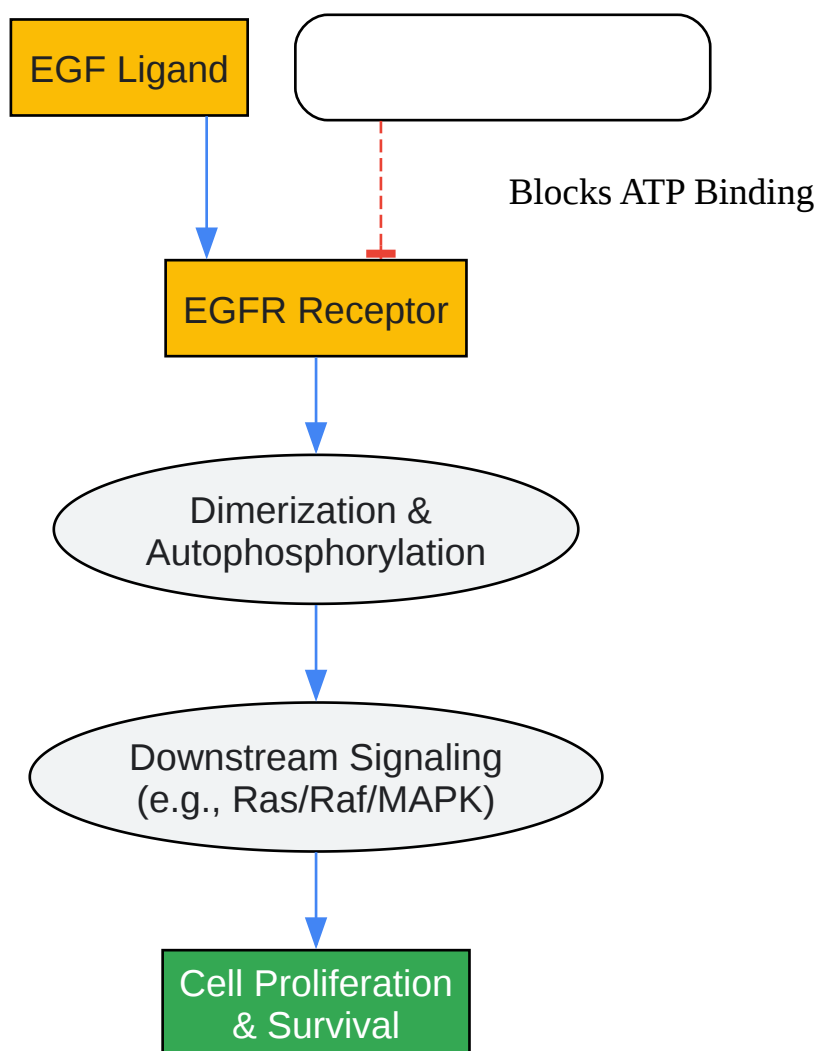 EGF Ligand
Blocks ATP Binding
EGFR Receptor
Dimerization &
Autophosphorylation
Downstream Signaling
(e.g., Ras/Raf/MAPK)
Cell Proliferation
& Survival